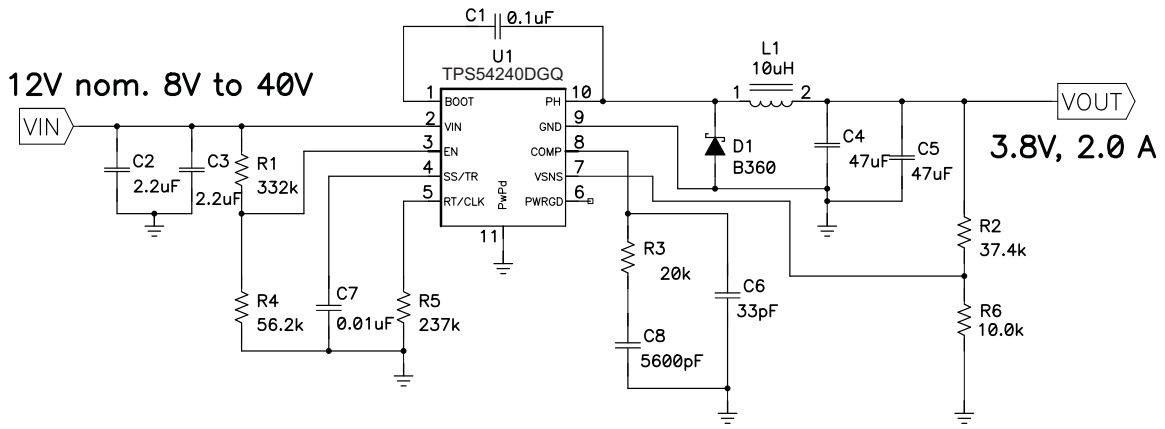 C1
0.1uF
U1
TPS54240DGQ
L1
10uH
12V nom. 8V to 40V
VIN
1 BOOT
2 VIN
3 EN
4 SS/TR
5 RT/CLK
PwPd
11
PH 10
GND 9
COMP 8
VSNS 7
PWRGD 6
1
2
VOUT
3.8V, 2.0 A
C2
2.2uF
C3
2.2uF
R1
332k
D1
B360
C4
47uF
C5
47uF
R2
37.4k
R3
20k
C6
33pF
R4
56.2k
C7
0.01uF
R5
237k
C8
5600pF
R6
10.0k